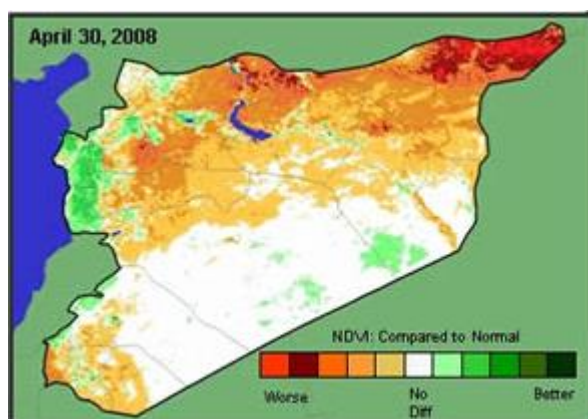 April 30, 2008
NDVI: Compared to Normal
Worse
No
Diff
Better